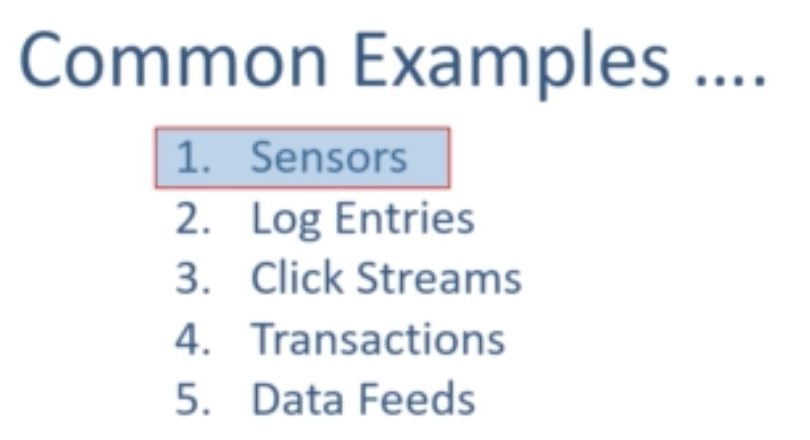 Common Examples ....
1. Sensors
2. Log Entries
3. Click Streams
4. Transactions
5. Data Feeds